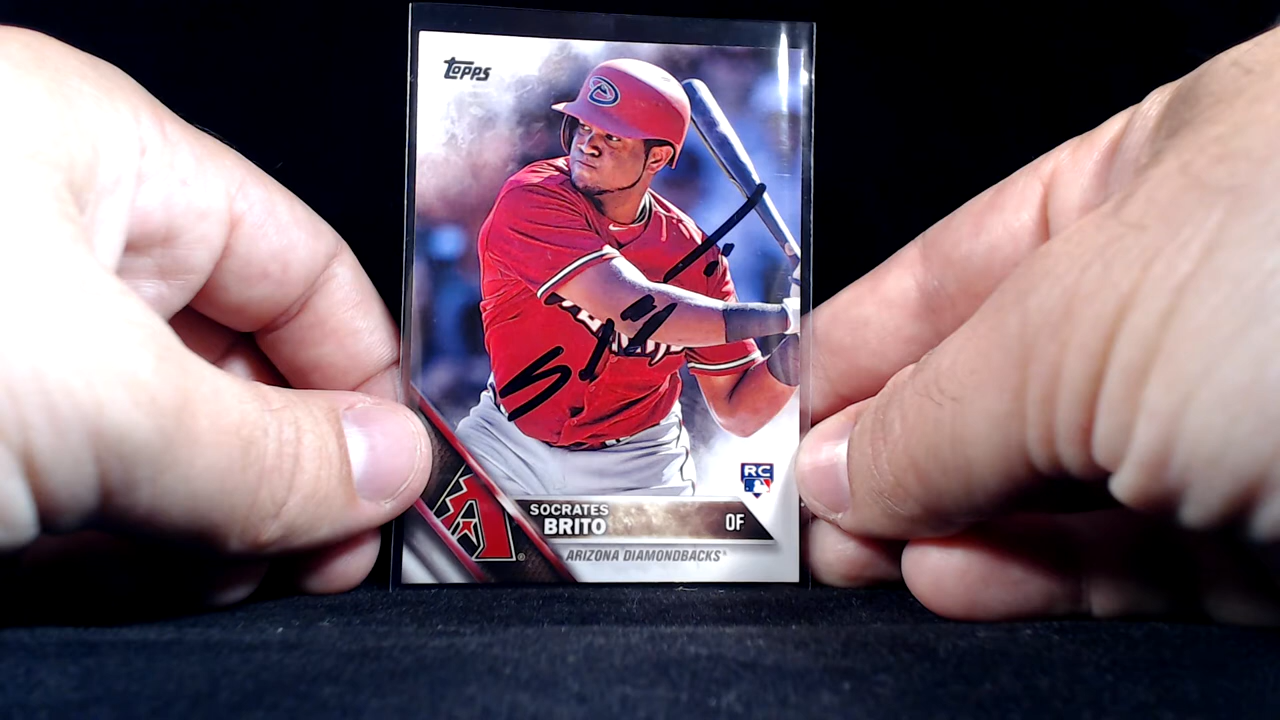 Topps
RC
SOCRATES
BRITO
OF
ARIZONA DIAMONDBACKS